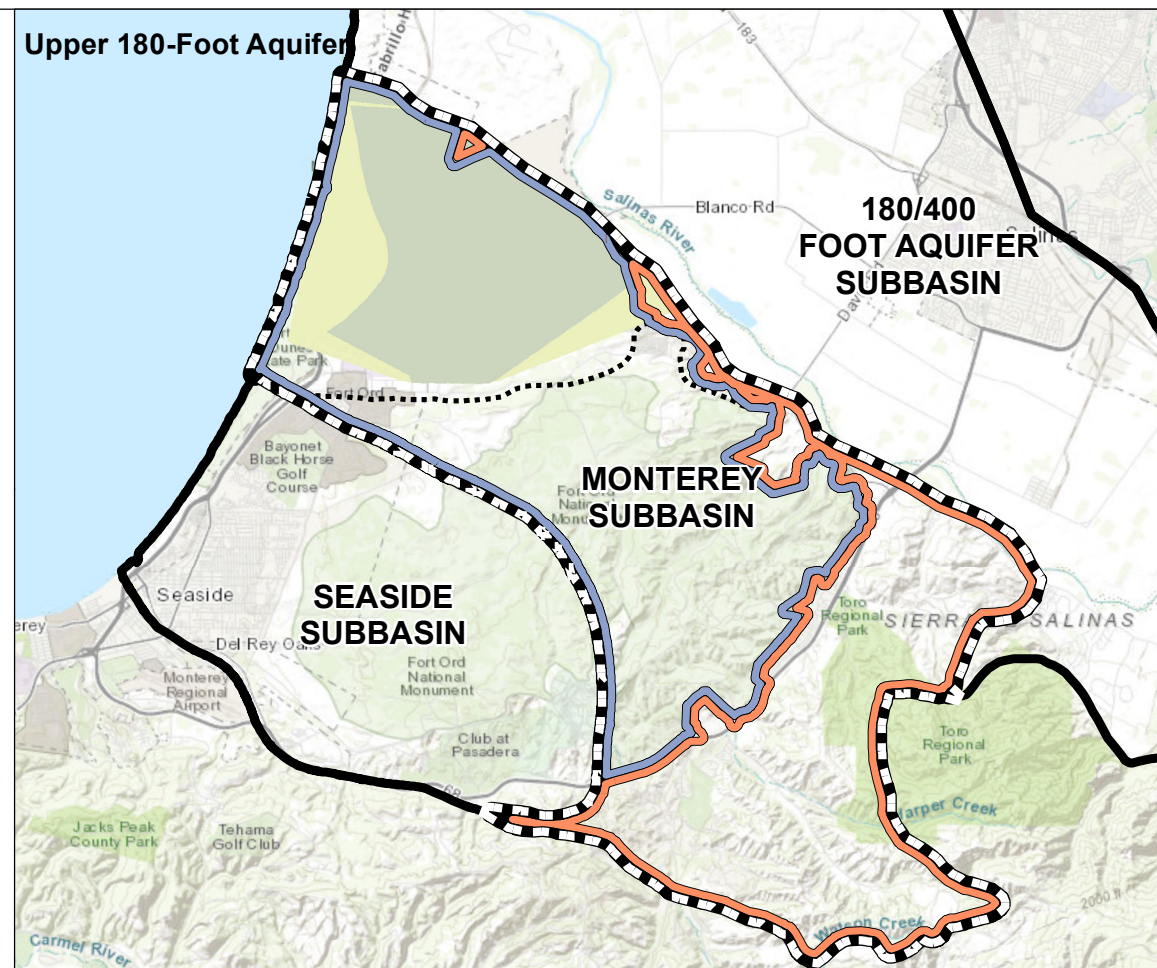 Upper 180-Foot Aquifer
183
Salinas River
Blanco Rd
180/400
FOOT AQUIFER
SUBBASIN
Salinas
Fort Ord
Bayonet
Black Horse
Golf
Course
MONTEREY
SUBBASIN
Seaside
SEASIDE
SUBBASIN
Del Rey Oaks
Monterey
Regional
Airport
Fort Ord
National
Monument
Club at
Pasadera
Toro
Regional
Park
SIERRA SALINAS
Toro
Regional
Park
Jacks Peak
County Park
Tehama
Golf Club
Harper Creek
Watson Creek
2000 ft
Carmel River